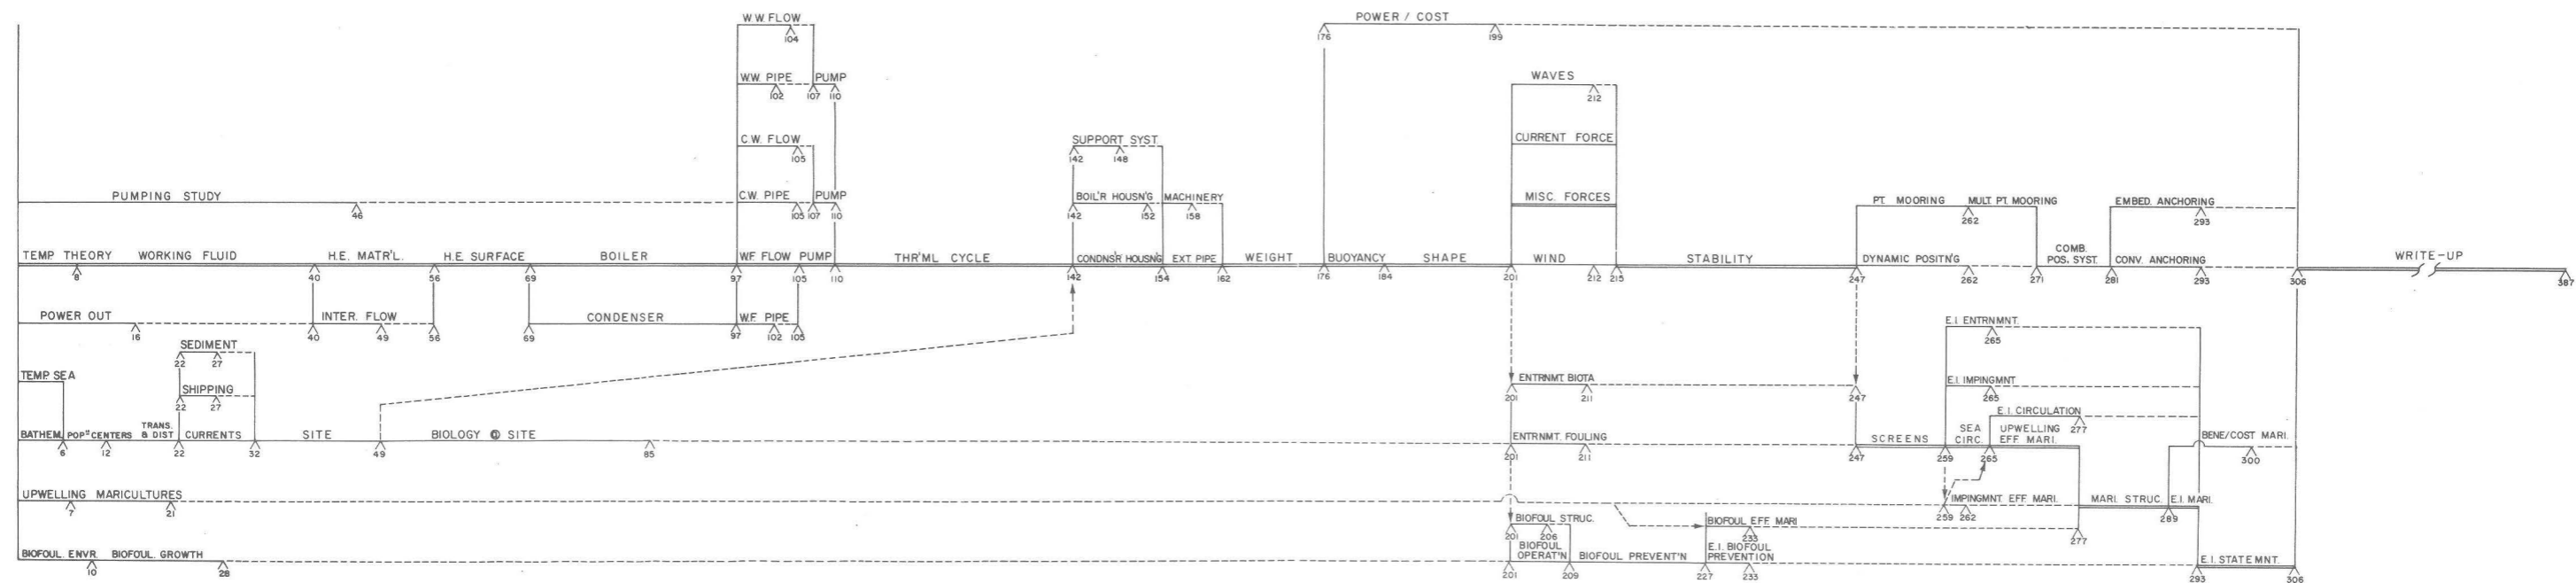 W.W. FLOW
104
POWER / COST
176 199
W.W. PIPE PUMP
102 107 110
WAVES
212
C.W. FLOW
105
SUPPORT SYST.
142 148
CURRENT FORCE
PUMPING STUDY
46
C.W. PIPE PUMP
105 107 110
BOIL'R HOUSN'G MACHINERY
142 152 158
MISC. FORCES
PT. MOORING MULT. PT. MOORING
262
EMBED. ANCHORING
293
TEMP THEORY WORKING FLUID H.E. MATR'L. H.E. SURFACE BOILER W.F. FLOW PUMP THR'ML CYCLE CONDNS'R HOUSN'G EXT. PIPE WEIGHT BUOYANCY SHAPE WIND STABILITY DYNAMIC POSITN'G COMB. POS. SYST. CONV. ANCHORING WRITE-UP
8 40 56 69 97 105 110 142 154 162 176 184 201 212 215 247 262 271 281 293 306 387
POWER OUT
16
INTER. FLOW
40 49 56
CONDENSER
69
W.F. PIPE
97 102 105
E.I. ENTRNMNT.
265
SEDIMENT
22 27
TEMP. SEA
SHIPPING
22 27
ENTRNMT. BIOTA
201 211 247
E.I. IMPINGMNT
265
E.I. CIRCULATION
277
BATHEM. POPⁿ CENTERS TRANS. & DIST CURRENTS SITE BIOLOGY @ SITE
6 12 22 32 49 85
ENTRNMT. FOULING
201 211
SCREENS SEA CIRC. UPWELLING EFF. MARI.
247 259 265
BENE/COST MARI.
300
UPWELLING MARICULTURES
7 21
IMPINGMNT. EFF. MARI. MARI. STRUC. E.I. MARI.
259 262 289
BIOFOUL STRUC.
201 206
BIOFOUL EFF. MARI
233 277
BIOFOUL. ENVR. BIOFOUL. GROWTH
10 28
BIOFOUL OPERAT'N BIOFOUL PREVENT'N E.I. BIOFOUL PREVENTION
201 209 227 233
E.I. STATEMNT.
293 306